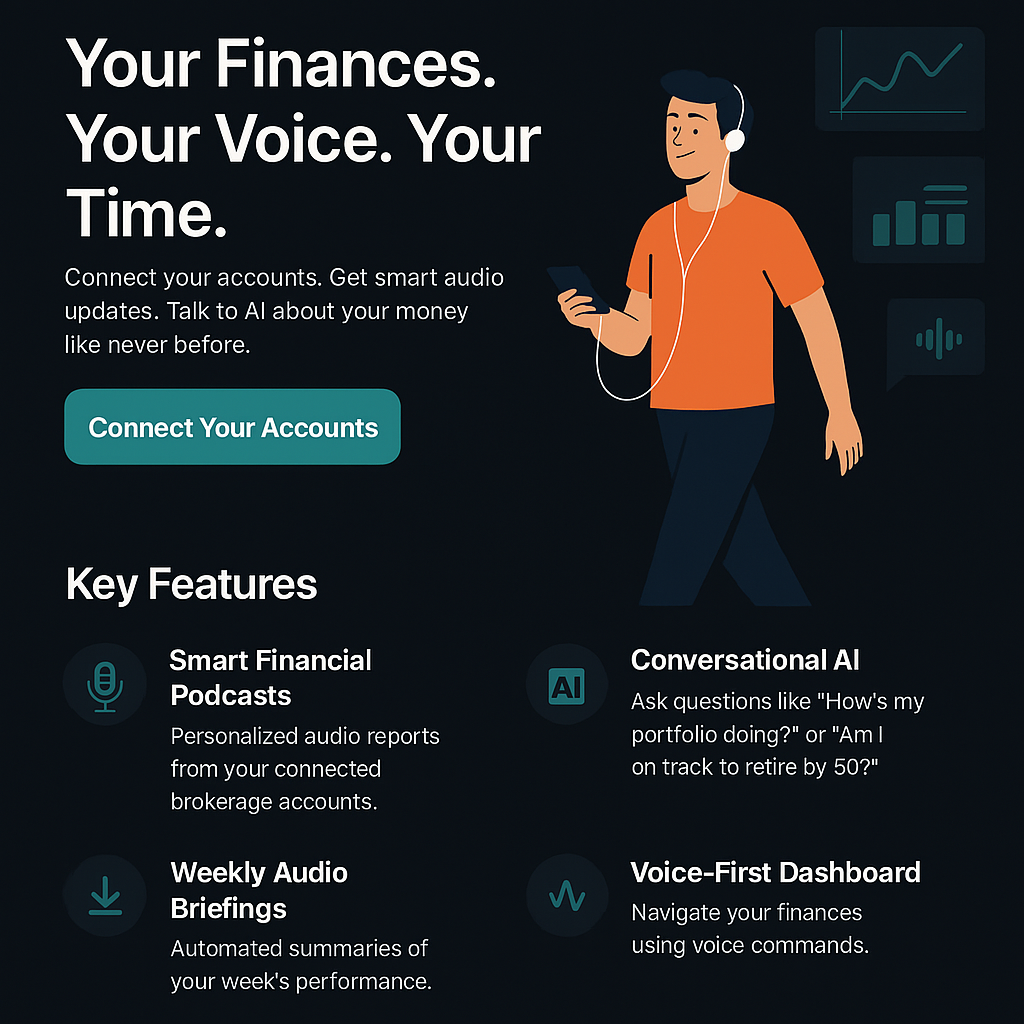 Your Finances.
Your Voice. Your
Time.
Connect your accounts. Get smart audio
updates. Talk to AI about your money
like never before.
Connect Your Accounts
Key Features
Smart Financial
Podcasts
Personalized audio reports
from your connected
brokerage accounts.
AI
Conversational AI
Ask questions like "How's my
portfolio doing?" or "Am I
on track to retire by 50?"
Weekly Audio
Briefings
Automated summaries of
your week's performance.
Voice-First Dashboard
Navigate your finances
using voice commands.